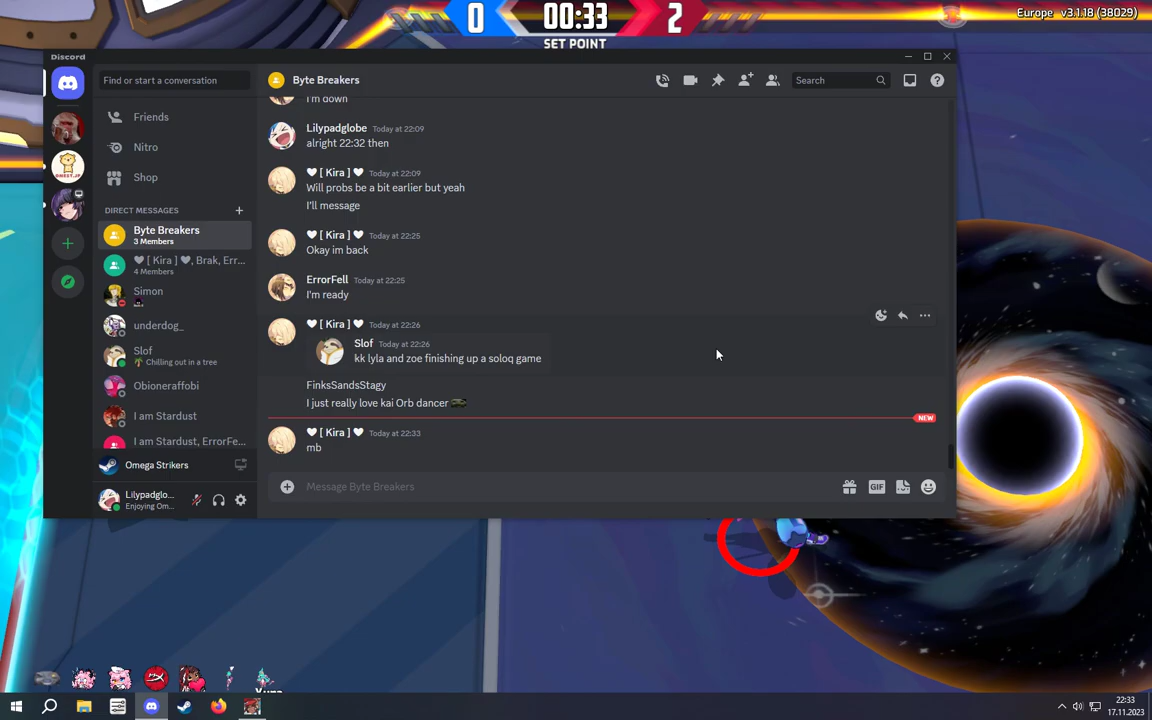 0
00:33
2
SET POINT
Europe v3.1.18 (38029)
Discord
Find or start a conversation
Byte Breakers
Search
Friends
Nitro
Shop
DIRECT MESSAGES
Byte Breakers
3 Members
[ Kira ] , Brak, Err...
4 Members
Simon
underdog_
Slof
Chilling out in a tree
Obioneraffobi
I am Stardust
I am Stardust, ErrorFe...
Omega Strikers
Lilypadglo...
Enjoying Om...
I'm down
Lilypadglobe Today at 22:09
alright 22:32 then
[ Kira ] Today at 22:09
Will probs be a bit earlier but yeah
I'll message
[ Kira ] Today at 22:25
Okay im back
ErrorFell Today at 22:25
I'm ready
[ Kira ] Today at 22:26
Slof Today at 22:26
kk lyla and zoe finishing up a soloq game
FinksSandsStagy
I just really love kai Orb dancer
NEW
[ Kira ] Today at 22:33
mb
Message Byte Breakers
GIF
22:33
17.11.2023